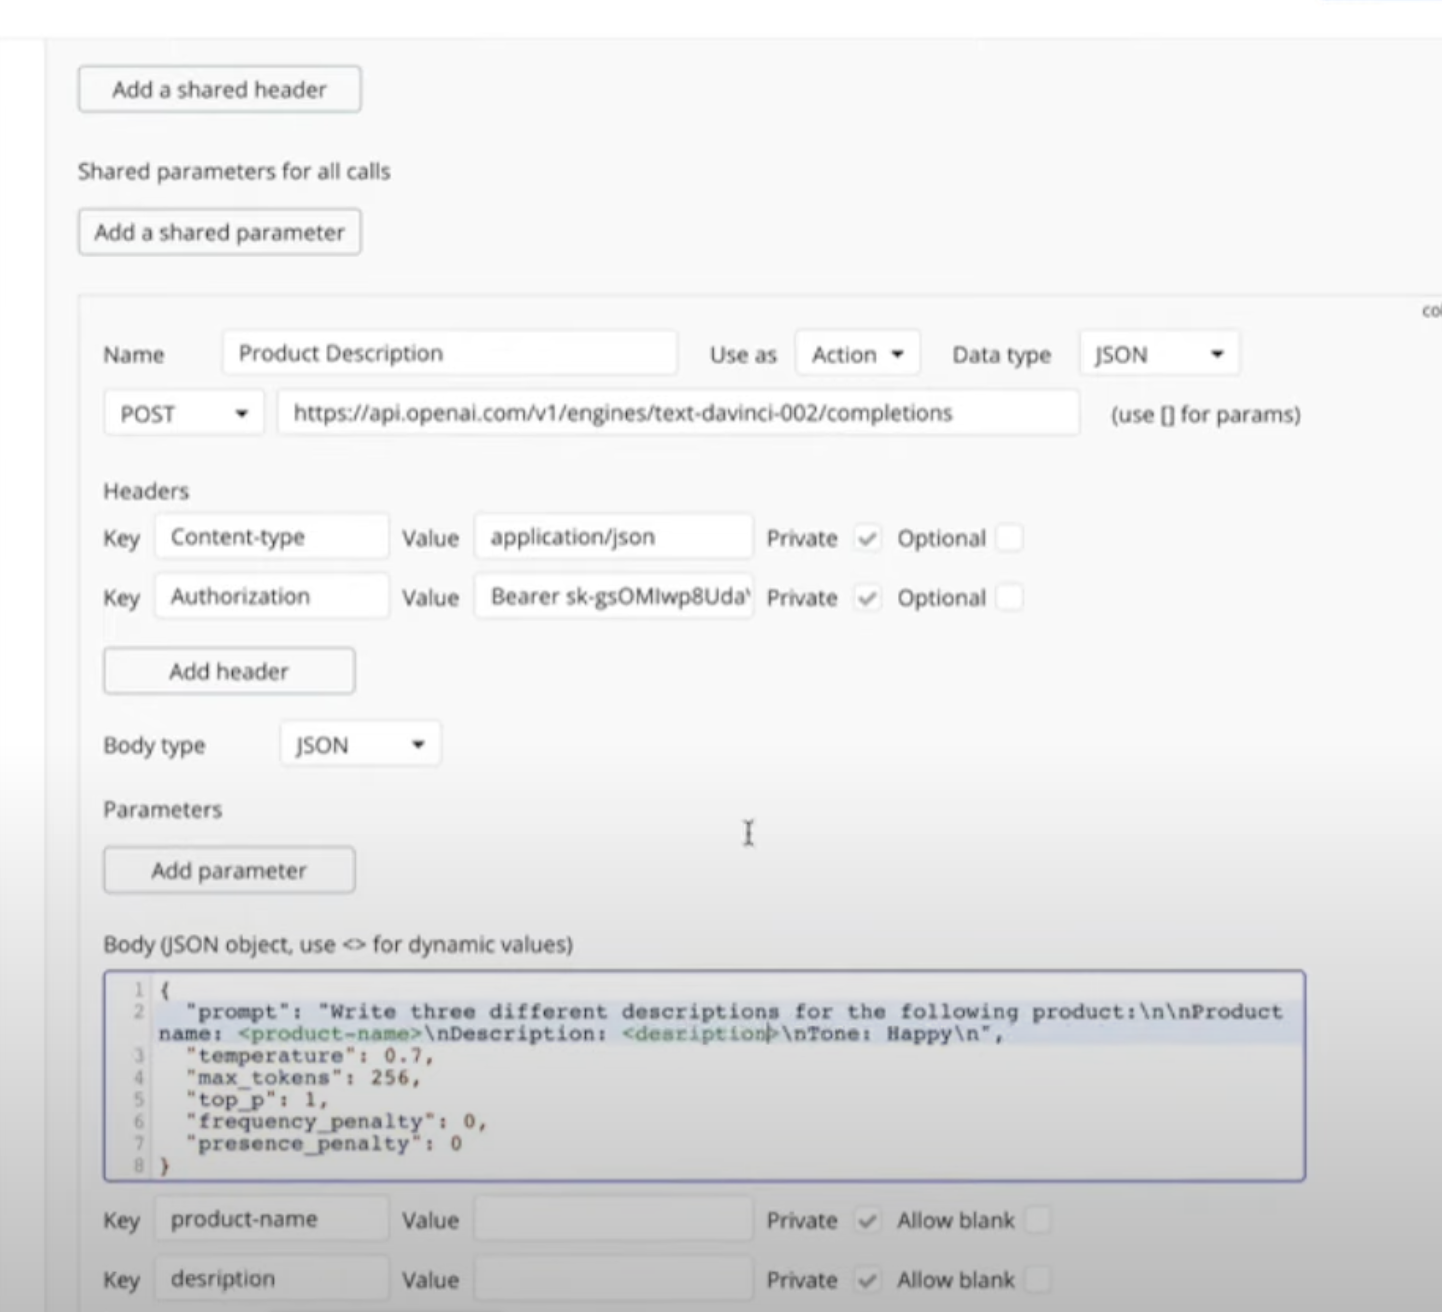 Add a shared header
Shared parameters for all calls
Add a shared parameter
Name Product Description Use as Action Data type JSON
POST https://api.openai.com/v1/engines/text-davinci-002/completions (use [] for params)
Headers
Key Content-type Value application/json Private Optional
Key Authorization Value Bearer sk-gsOMlwp8Uda Private Optional
Add header
Body type JSON
Parameters
Add parameter
Body (JSON object, use <> for dynamic values)
1 {
2 "prompt": "Write three different descriptions for the following product:\n\nProduct
name: <product-name>\nDescription: <desription>\nTone: Happy\n",
3 "temperature": 0.7,
4 "max_tokens": 256,
5 "top_p": 1,
6 "frequency_penalty": 0,
7 "presence_penalty": 0
8 }
Key product-name Value Private Allow blank
Key desription Value Private Allow blank